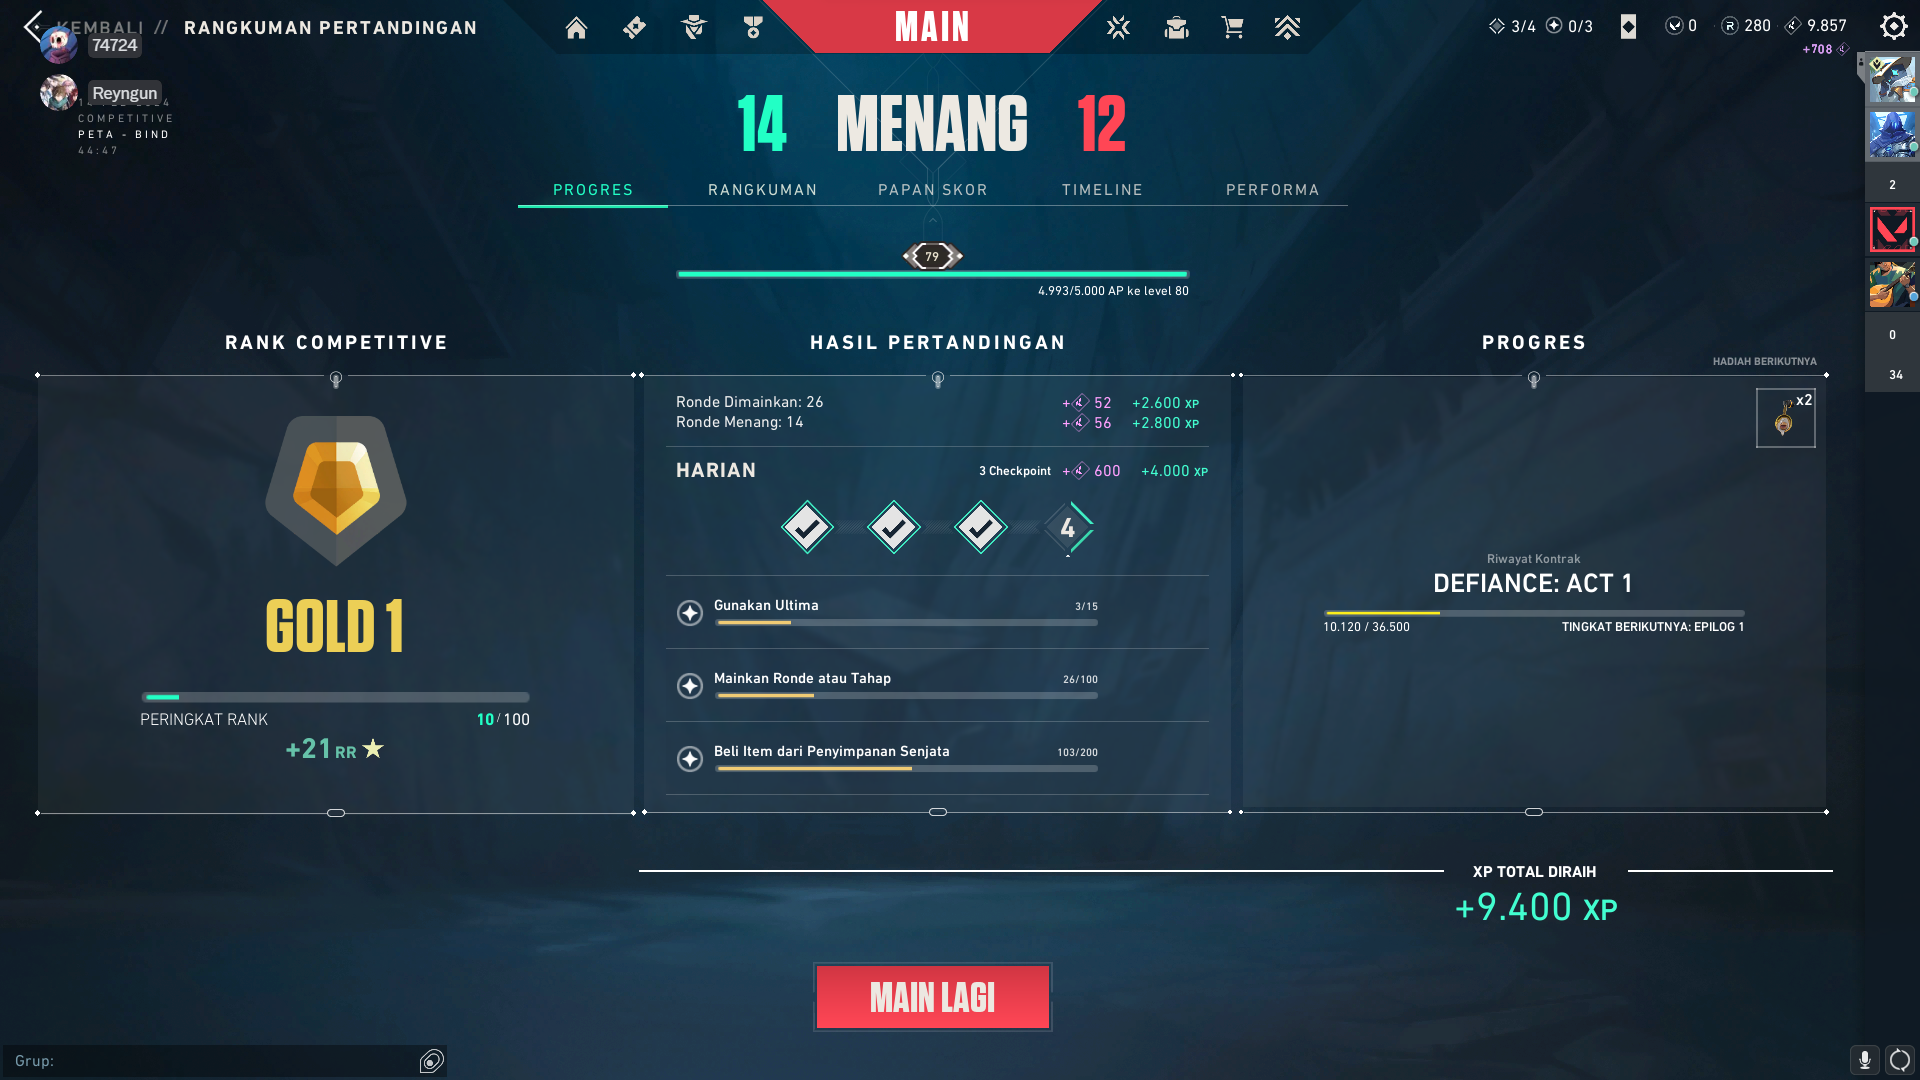 KEMBALI // RANGKUMAN PERTANDINGAN
74724
Reyngun
COMPETITIVE
PETA - BIND
44:47
MAIN
3/4 0/3 0 280 9.857
+708
14 MENANG 12
PROGRES RANGKUMAN PAPAN SKOR TIMELINE PERFORMA
79
4.993/5.000 AP ke level 80
RANK COMPETITIVE
GOLD 1
PERINGKAT RANK 10 / 100
+21 RR
HASIL PERTANDINGAN
Ronde Dimainkan: 26 + 52 +2.600 XP
Ronde Menang: 14 + 56 +2.800 XP
HARIAN 3 Checkpoint + 600 +4.000 XP
4
Gunakan Ultima 3/15
Mainkan Ronde atau Tahap 26/100
Beli Item dari Penyimpanan Senjata 103/200
PROGRES
HADIAH BERIKUTNYA
x2
Riwayat Kontrak
DEFIANCE: ACT 1
10.120 / 36.500 TINGKAT BERIKUTNYA: EPILOG 1
XP TOTAL DIRAIH
+9.400 XP
MAIN LAGI
Grup:
2
0
34